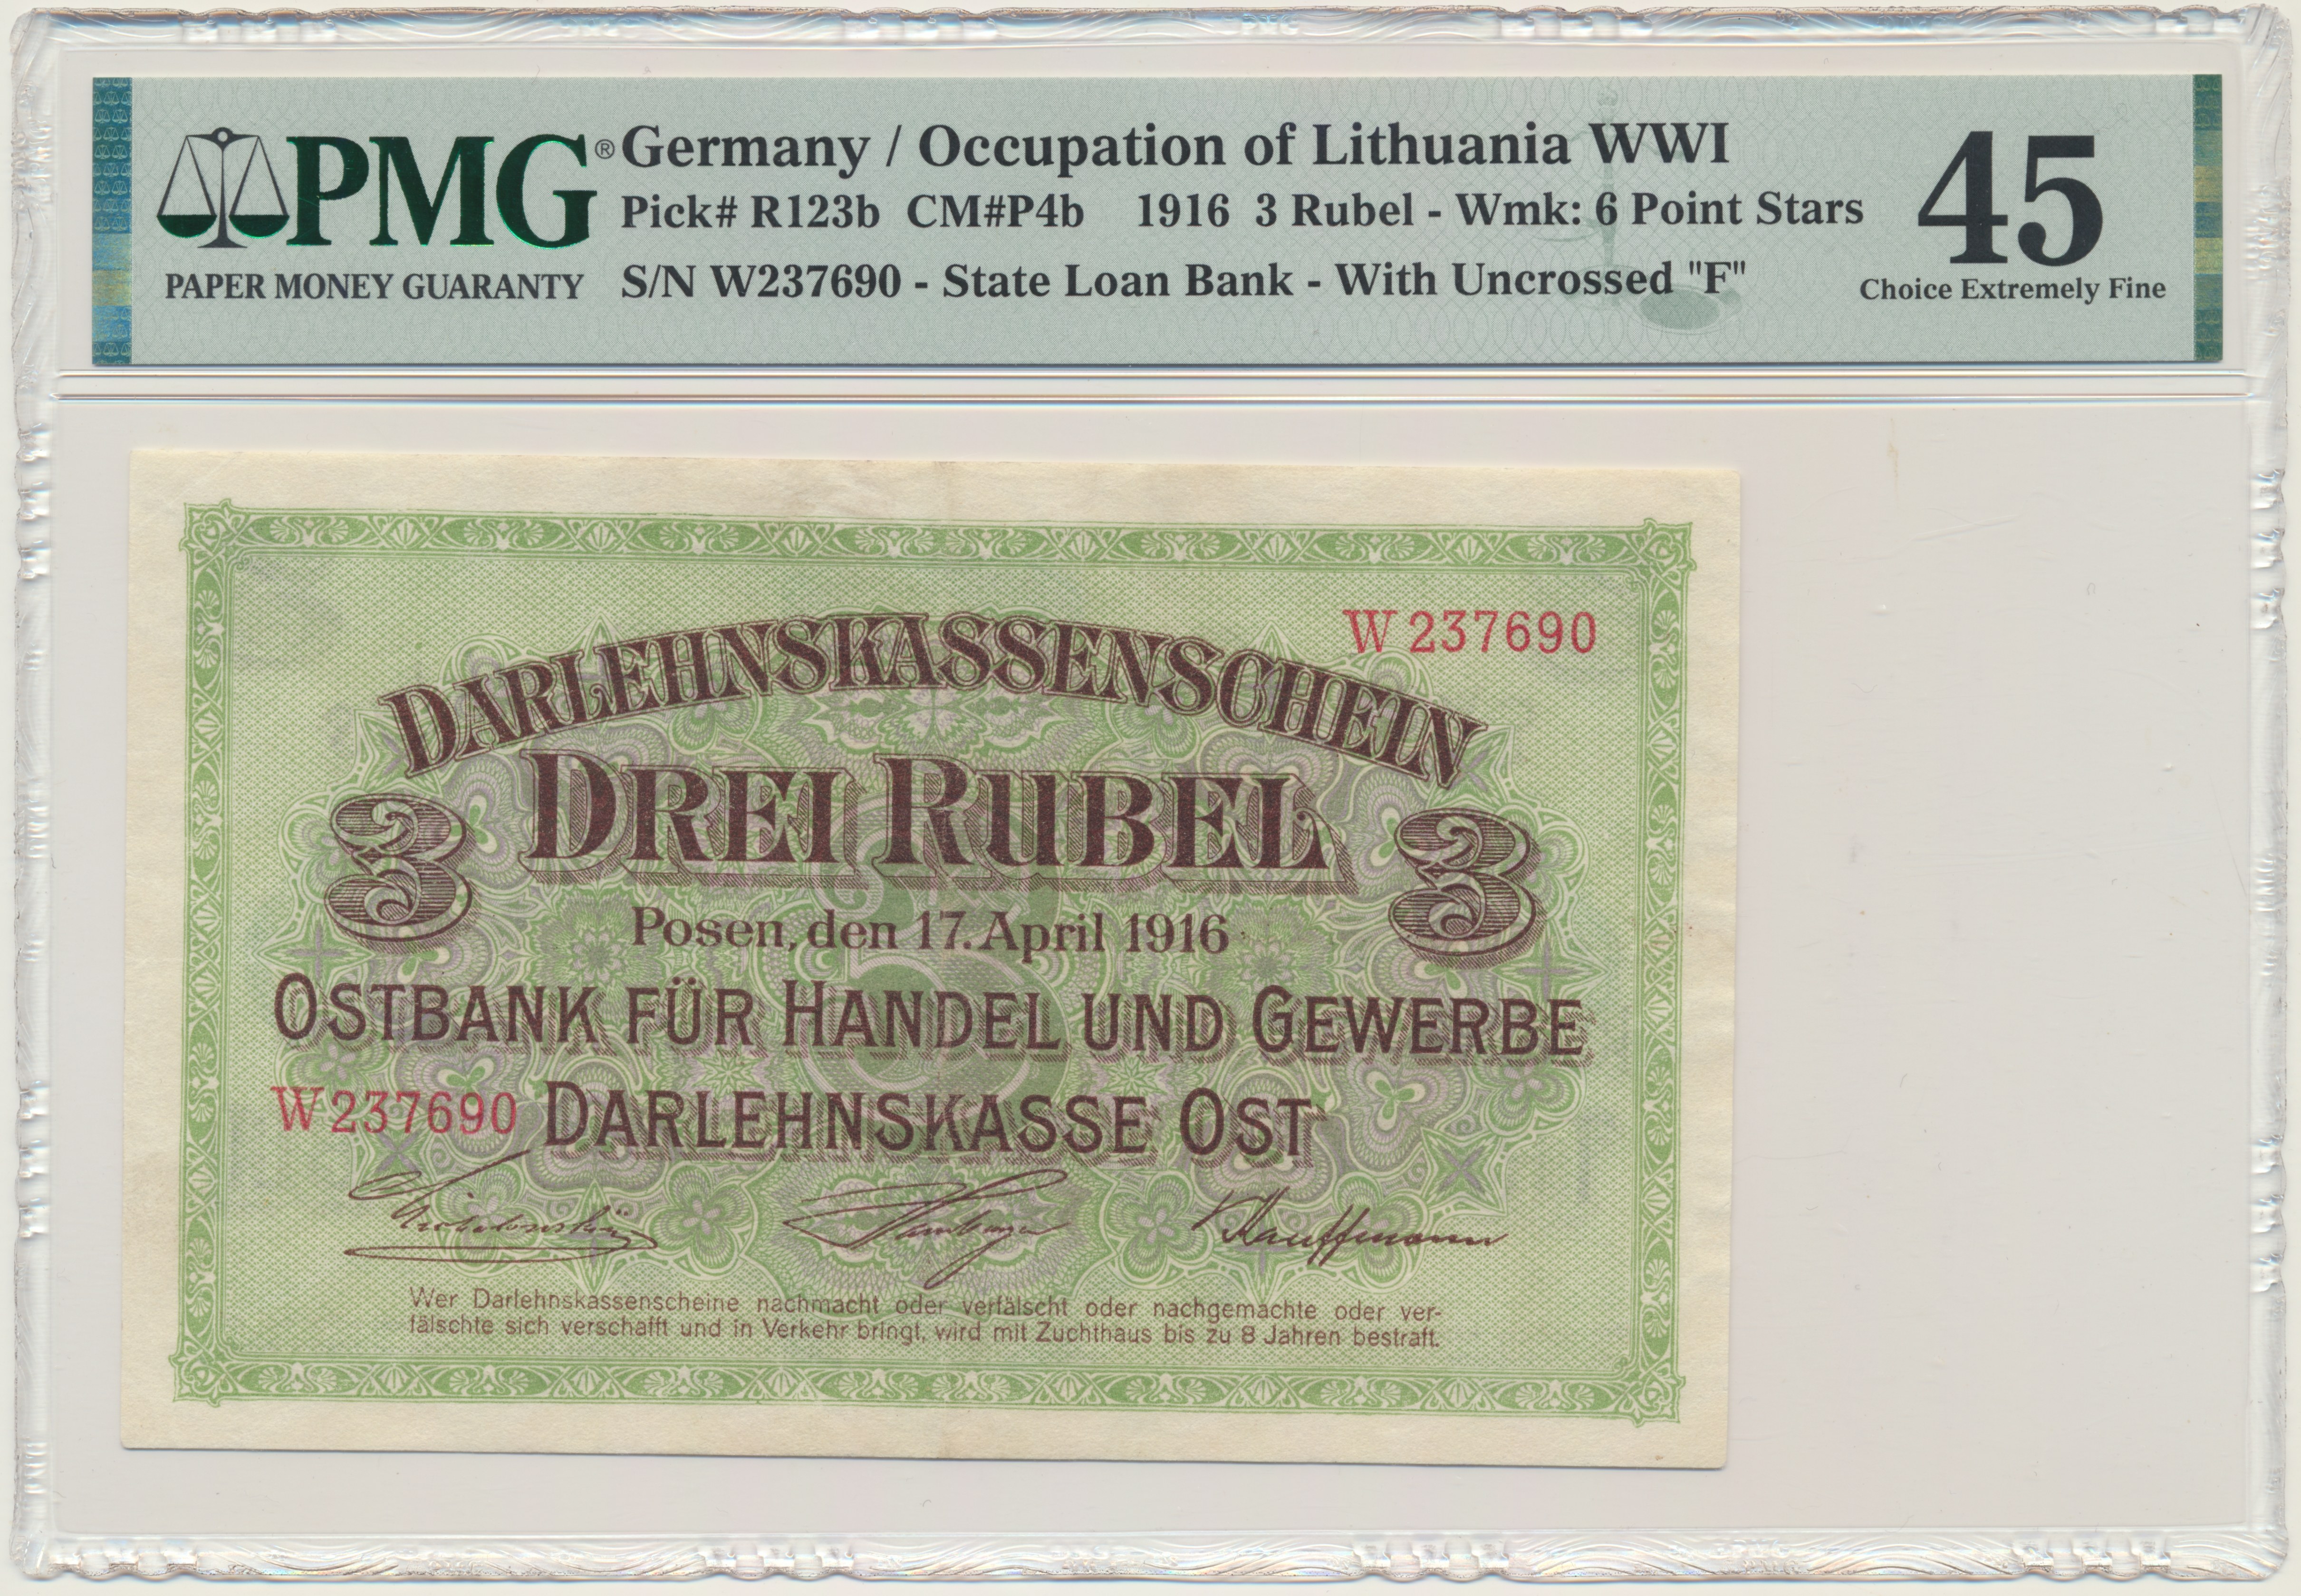 PMG®
PAPER MONEY GUARANTY
Germany / Occupation of Lithuania WWI
Pick# R123b CM#P4b 1916 3 Rubel - Wmk: 6 Point Stars
S/N W237690 - State Loan Bank - With Uncrossed "F"
45
Choice Extremely Fine
W 237690
DARLEHNSKASSENSCHEIN
3 DREI RUBEL 3
Posen, den 17. April 1916
OSTBANK FÜR HANDEL UND GEWERBE
W 237690 DARLEHNSKASSE OST
Kauffmann
Wer Darlehnskassenscheine nachmacht oder verfälscht oder nachgemachte oder ver-
fälschte sich verschafft und in Verkehr bringt, wird mit Zuchthaus bis zu 8 Jahren bestraft.